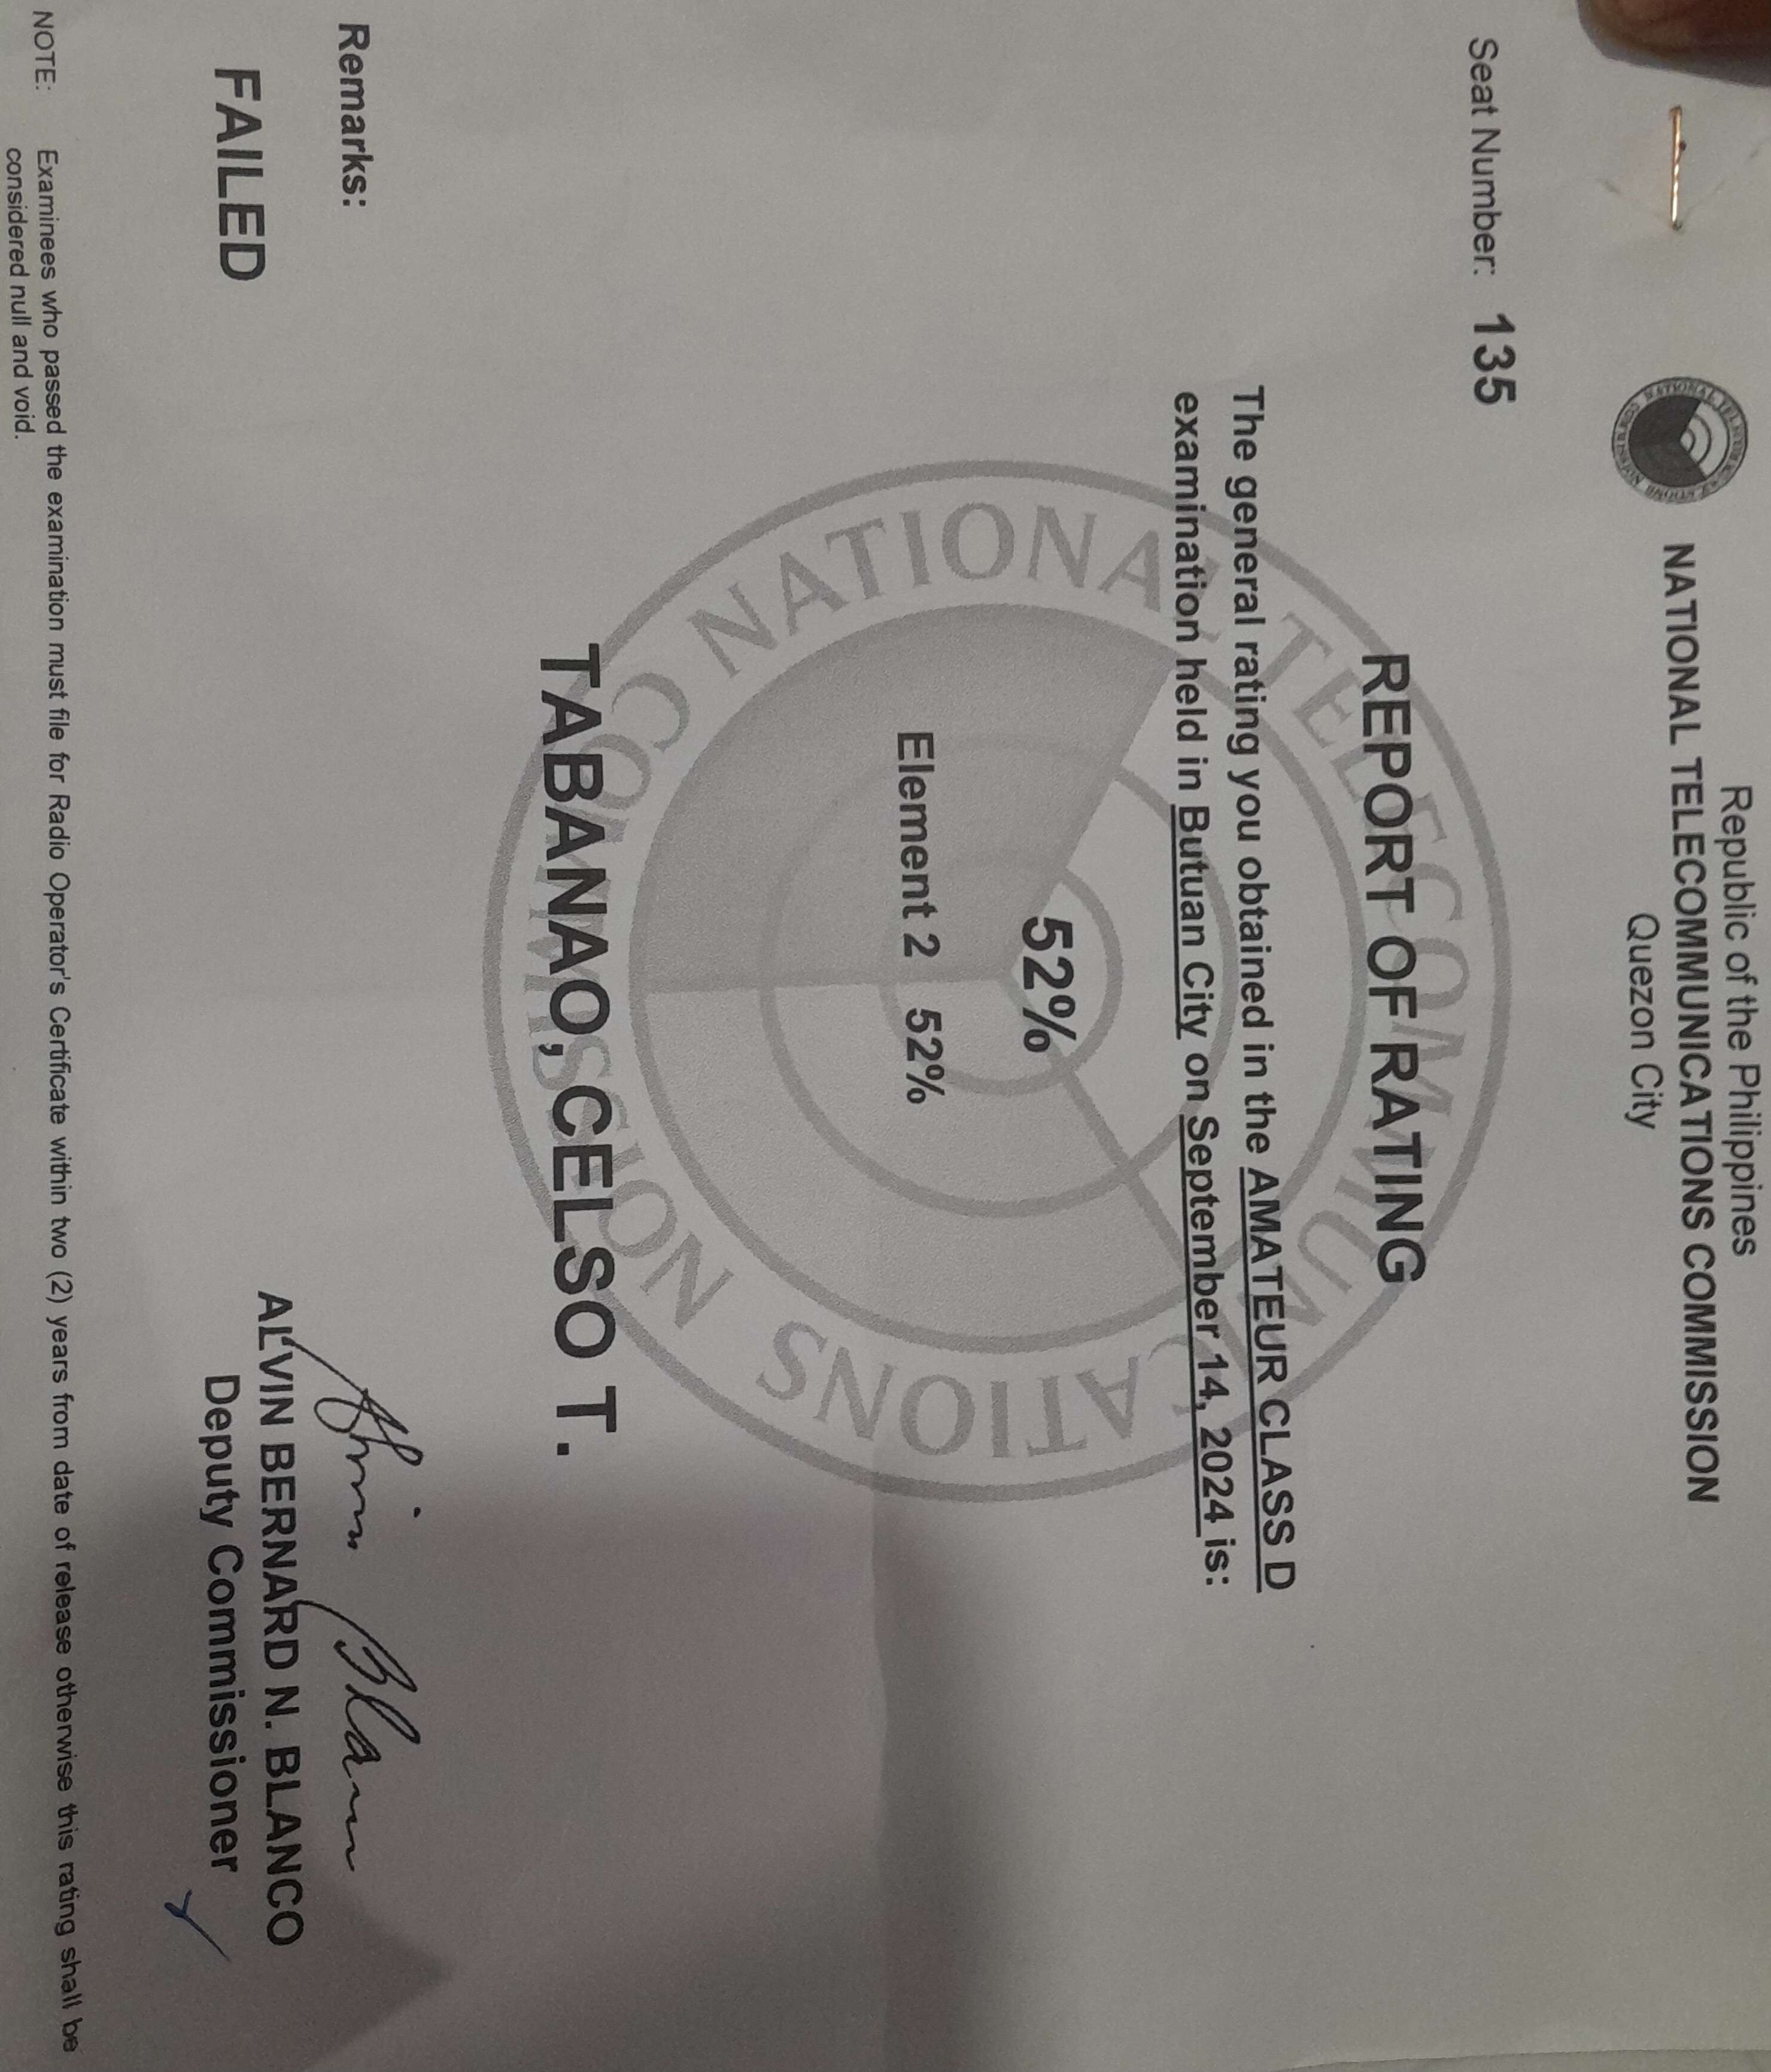 Republic of the Philippines
NATIONAL TELECOMMUNICATIONS COMMISSION
Quezon City
Seat Number: 135
REPORT OF RATING
The general rating you obtained in the AMATEUR CLASS D
examination held in Butuan City on September 14, 2024 is:
52%
Element 2 52%
TABANAO, CELSO T.
Remarks:
FAILED
ALVIN BERNARD N. BLANCO
Deputy Commissioner
NOTE: Examinees who passed the examination must file for Radio Operator's Certificate within two (2) years from date of release otherwise this rating shall be
considered null and void.
NATIONAL TELECOMMUNICATIONS COMMISSION